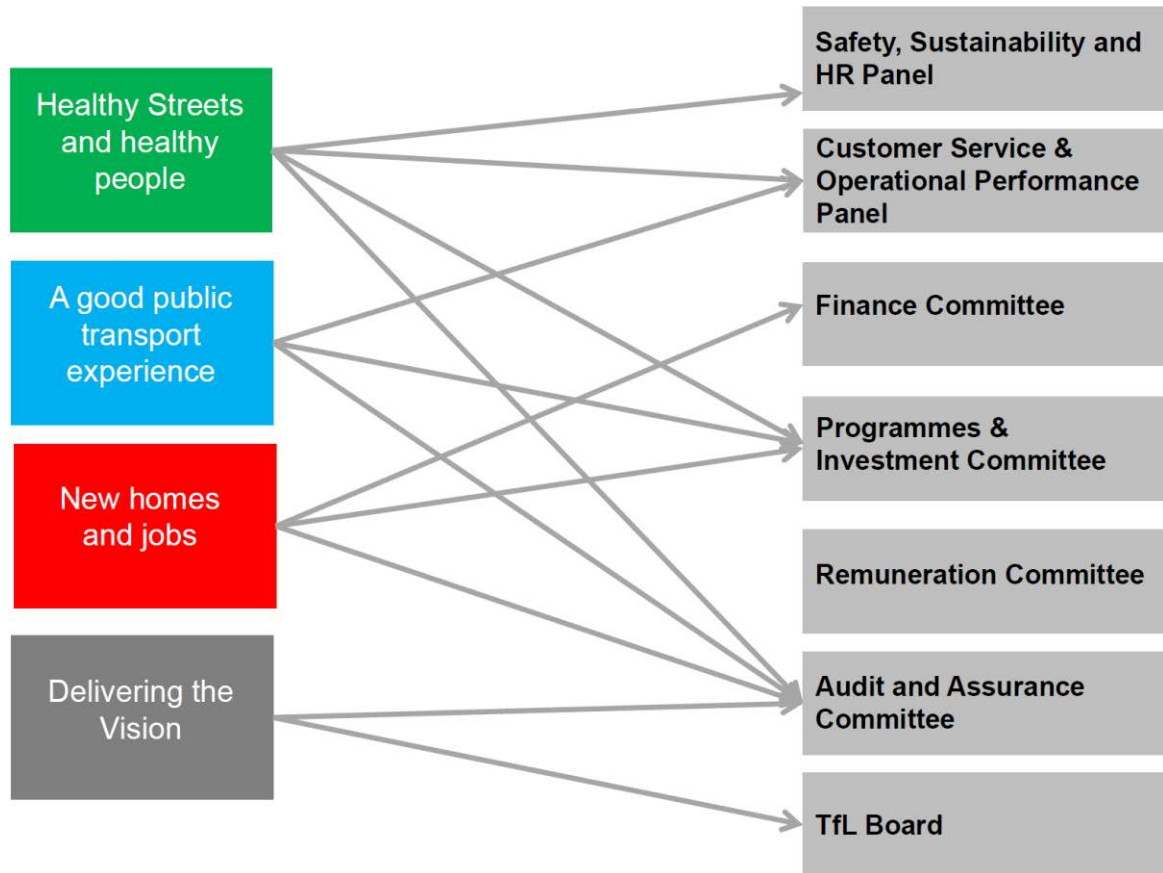 Healthy Streets
and healthy
people
A good public
transport
experience
New homes
and jobs
Delivering the
Vision
Safety, Sustainability and
HR Panel
Customer Service &
Operational Performance
Panel
Finance Committee
Programmes &
Investment Committee
Remuneration Committee
Audit and Assurance
Committee
TfL Board